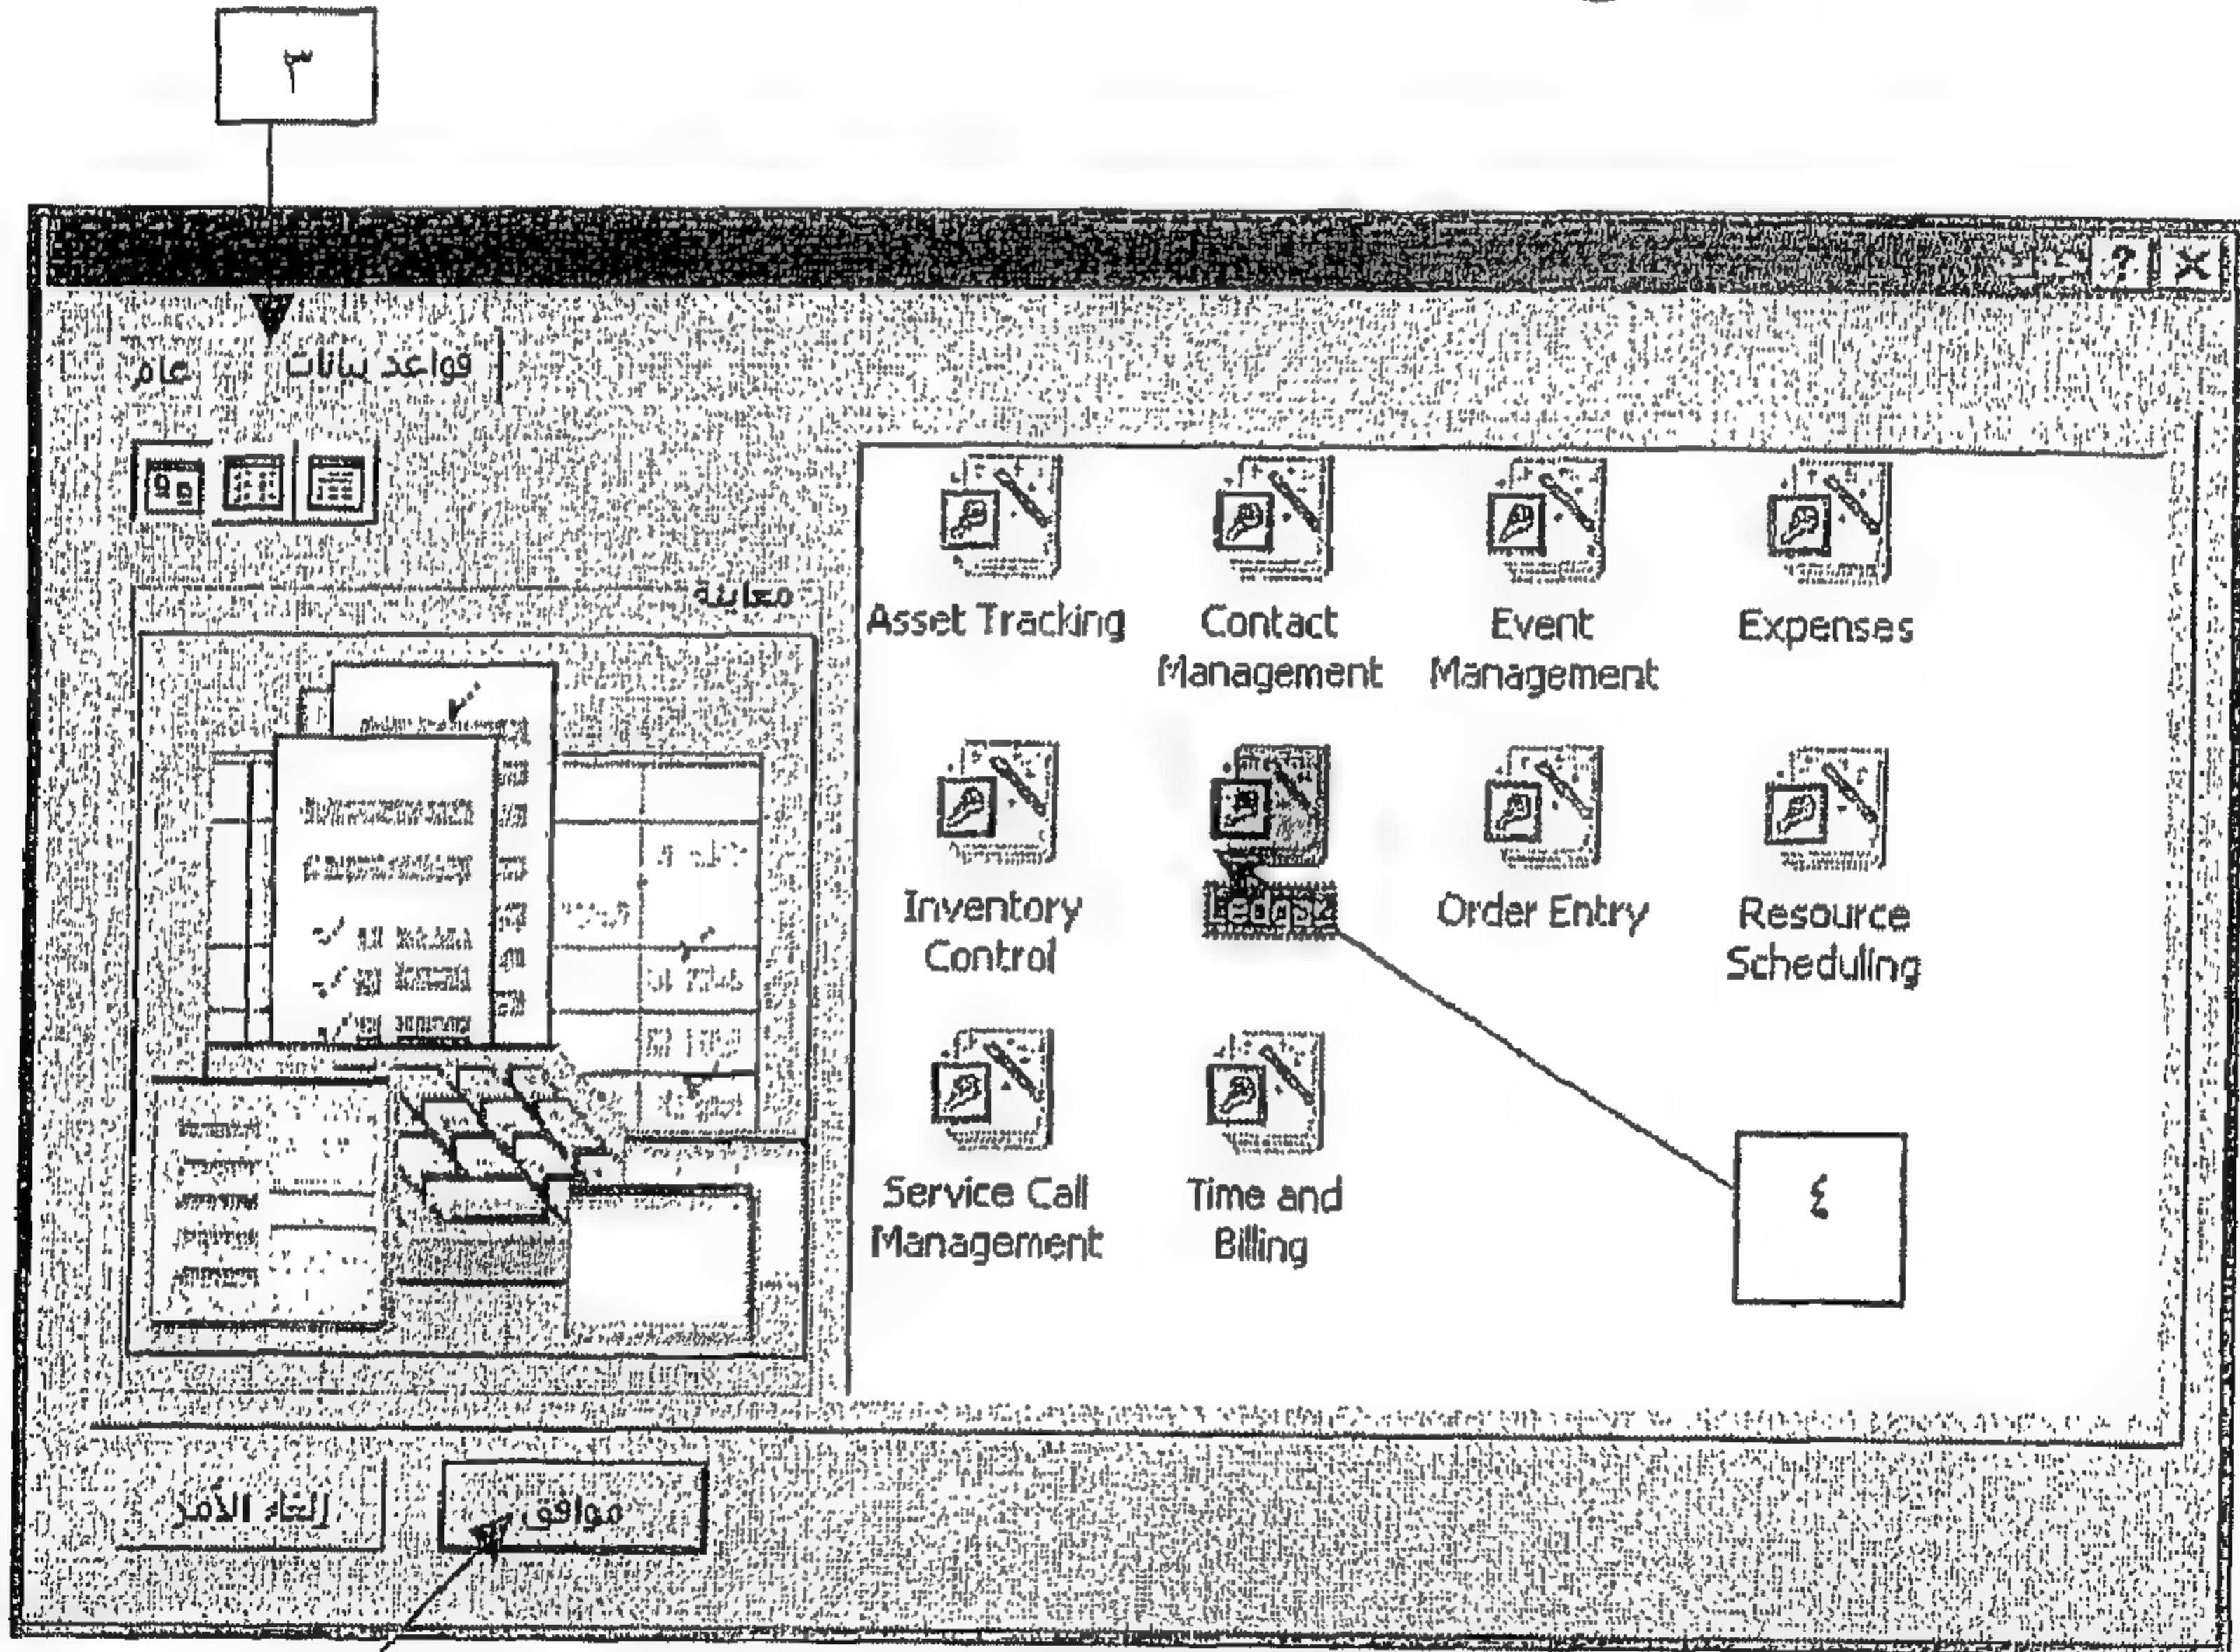 ٣
?
عام
قواعد بيانات
معاينة
Asset Tracking
Contact
Management
Event
Management
Expenses
Inventory
Control
Ledger
Order Entry
Resource
Scheduling
Service Call
Management
Time and
Billing
٤
موافق
إلغاء الأمر